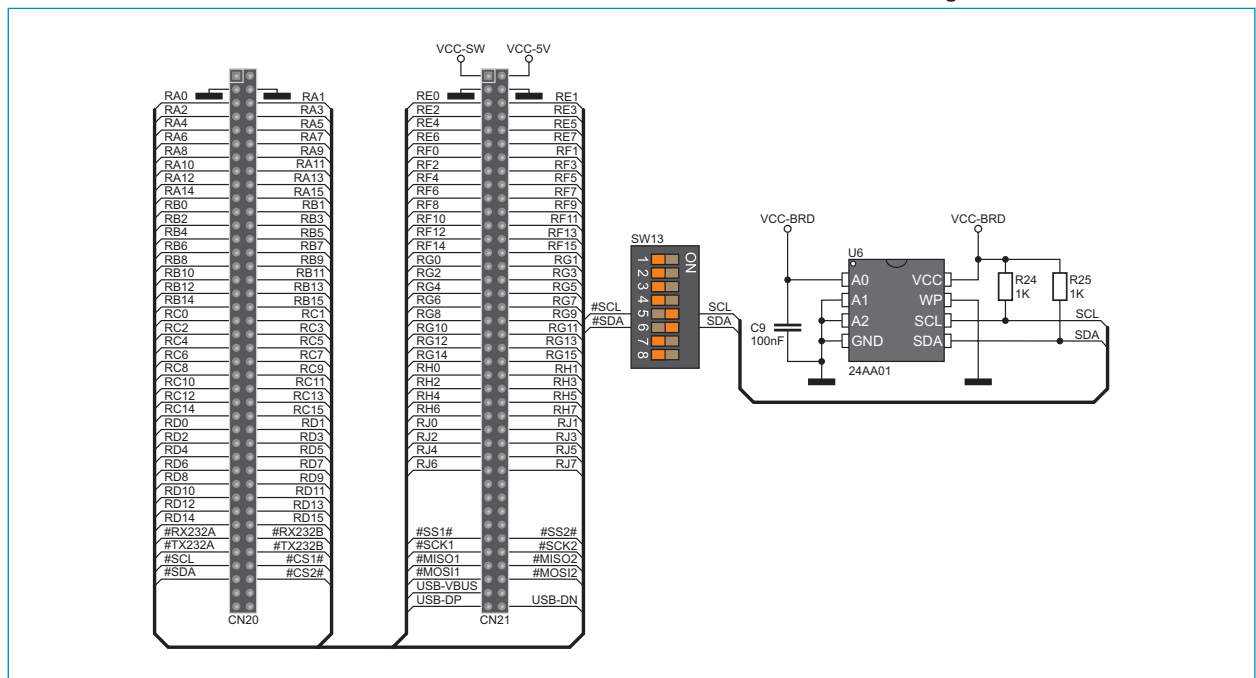 VCC-SW VCC-5V
RA0 RA1 RE0 RE1
RA2 RA3 RE2 RE3
RA4 RA5 RE4 RE5
RA6 RA7 RE6 RE7
RA8 RA9 RF0 RF1
RA10 RA11 RF2 RF3
RA12 RA13 RF4 RF5
RA14 RA15 RF6 RF7
RB0 RB1 RF8 RF9
RB2 RB3 RF10 RF11
RB4 RB5 RF12 RF13
RB6 RB7 RF14 RF15
RB8 RB9 RG0 RG1
RB10 RB11 RG2 RG3
RB12 RB13 RG4 RG5
RB14 RB15 RG6 RG7
RC0 RC1 RG8 RG9
RC2 RC3 RG10 RG11
RC4 RC5 RG12 RG13
RC6 RC7 RG14 RG15
RC8 RC9 RH0 RH1
RC10 RC11 RH2 RH3
RC12 RC13 RH4 RH5
RC14 RC15 RH6 RH7
RD0 RD1 RJ0 RJ1
RD2 RD3 RJ2 RJ3
RD4 RD5 RJ4 RJ5
RD6 RD7 RJ6 RJ7
RD8 RD9
RD10 RD11
RD12 RD13
RD14 RD15
#RX232A #RX232B #SS1# #SS2#
#TX232A #TX232B #SCK1 #SCK2
#SCL #CS1# #MISO1 #MISO2
#SDA #CS2# #MOSI1 #MOSI2
USB-VBUS
USB-DP USB-DN
CN20 CN21
SW13
ON
1
2
3
4
5
6
7
8
#SCL SCL
#SDA SDA
VCC-BRD VCC-BRD
U6
A0 VCC
A1 WP
A2 SCL
GND SDA
24AA01
C9
100nF
R24
1K
R25
1K
SCL
SDA